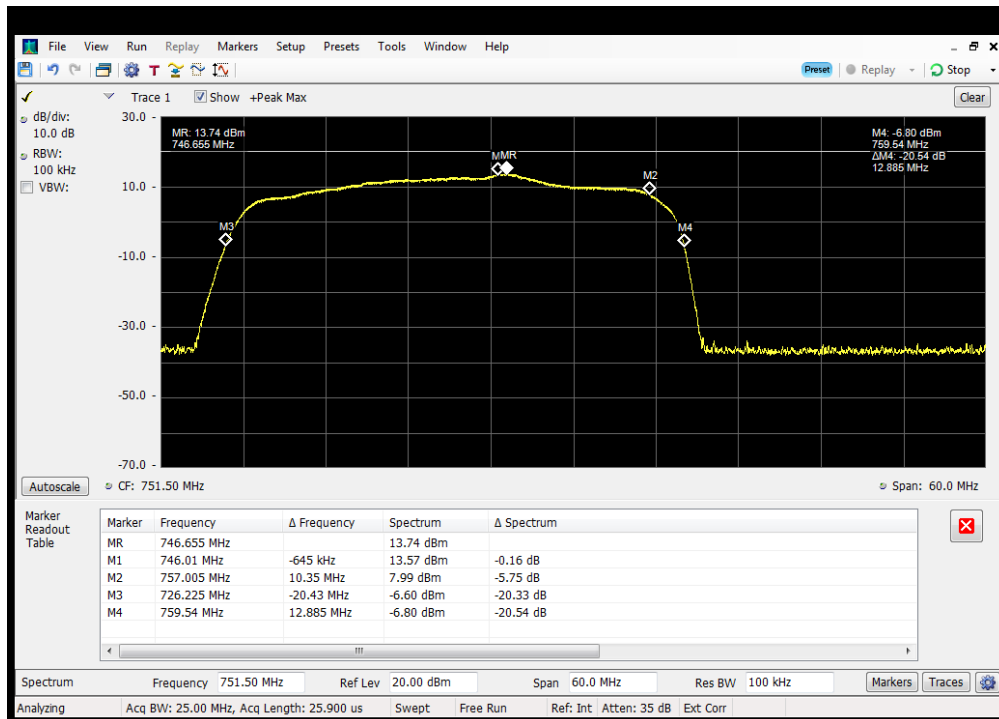 File View Run Replay Markers Setup Presets Tools Window Help
Preset Replay Stop
Trace 1 Show +Peak Max Clear
dB/div:
10.0 dB
RBW:
100 kHz
VBW:
30.0
10.0
-10.0
-30.0
-50.0
-70.0
MR: 13.74 dBm
746.655 MHz
M4: -6.80 dBm
759.54 MHz
ΔM4: -20.54 dB
12.885 MHz
MR
M2
M3
M4
Autoscale CF: 751.50 MHz Span: 60.0 MHz
Marker
Readout
Table
Marker Frequency Δ Frequency Spectrum Δ Spectrum
MR 746.655 MHz 13.74 dBm
M1 746.01 MHz -645 kHz 13.57 dBm -0.16 dB
M2 757.005 MHz 10.35 MHz 7.99 dBm -5.75 dB
M3 726.225 MHz -20.43 MHz -6.60 dBm -20.33 dB
M4 759.54 MHz 12.885 MHz -6.80 dBm -20.54 dB
Spectrum Frequency 751.50 MHz Ref Lev 20.00 dBm Span 60.0 MHz Res BW 100 kHz Markers Traces
Analyzing Acq BW: 25.00 MHz, Acq Length: 25.900 us Swept Free Run Ref: Int Atten: 35 dB Ext Corr